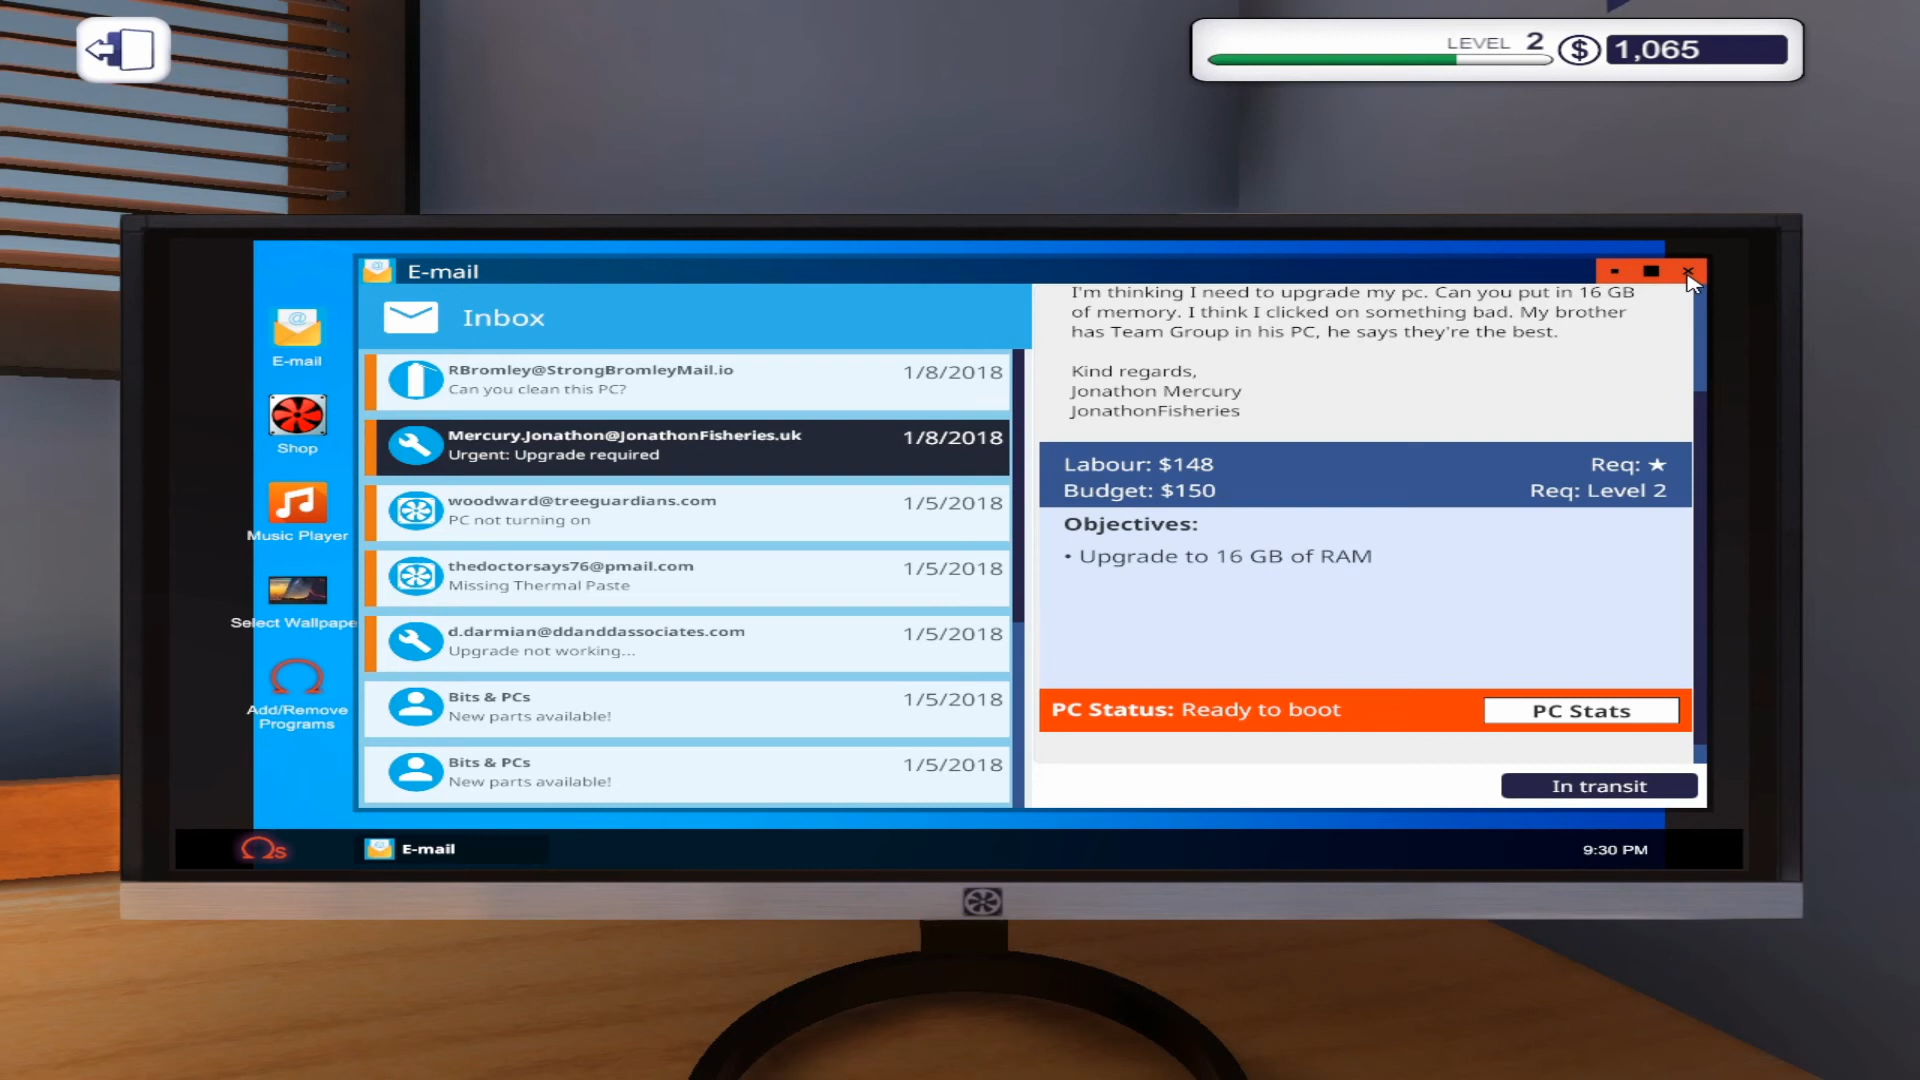 LEVEL 2
$ 1,065
E-mail
Inbox
E-mail
Shop
Music Player
Select Wallpape
Add/Remove
Programs
RBromley@StrongBromleyMail.io 1/8/2018
Can you clean this PC?
Mercury.Jonathon@JonathonFisheries.uk 1/8/2018
Urgent: Upgrade required
woodward@treeguardians.com 1/5/2018
PC not turning on
thedoctorsays76@pmail.com 1/5/2018
Missing Thermal Paste
d.darmian@ddanddassociates.com 1/5/2018
Upgrade not working...
Bits & PCs 1/5/2018
New parts available!
Bits & PCs 1/5/2018
New parts available!
I'm thinking I need to upgrade my pc. Can you put in 16 GB
of memory. I think I clicked on something bad. My brother
has Team Group in his PC, he says they're the best.
Kind regards,
Jonathon Mercury
JonathonFisheries
Labour: $148 Req: ★
Budget: $150 Req: Level 2
Objectives:
• Upgrade to 16 GB of RAM
PC Status: Ready to boot PC Stats
In transit
Ωs E-mail 9:30 PM